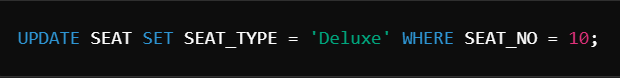 UPDATE SEAT SET SEAT_TYPE = 'Deluxe' WHERE SEAT_NO = 10;